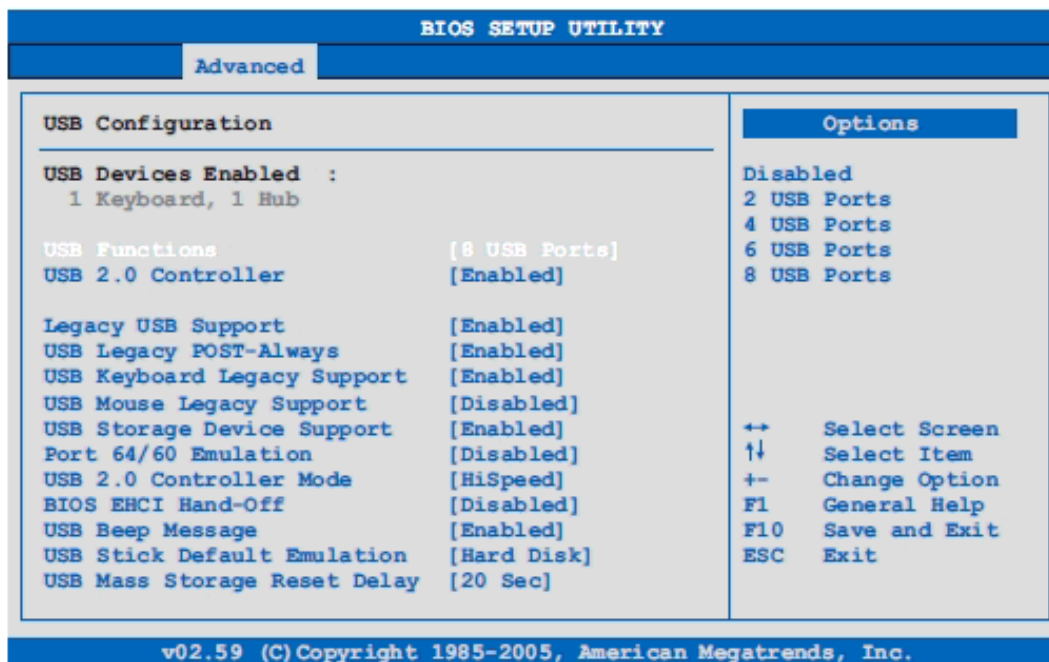 BIOS SETUP UTILITY
Advanced
USB Configuration
USB Devices Enabled :
1 Keyboard, 1 Hub
USB Functions [8 USB Ports]
USB 2.0 Controller [Enabled]
Legacy USB Support [Enabled]
USB Legacy POST-Always [Enabled]
USB Keyboard Legacy Support [Enabled]
USB Mouse Legacy Support [Disabled]
USB Storage Device Support [Enabled]
Port 64/60 Emulation [Disabled]
USB 2.0 Controller Mode [HiSpeed]
BIOS EHCI Hand-Off [Disabled]
USB Beep Message [Enabled]
USB Stick Default Emulation [Hard Disk]
USB Mass Storage Reset Delay [20 Sec]
Options
Disabled
2 USB Ports
4 USB Ports
6 USB Ports
8 USB Ports
↔ Select Screen
↑↓ Select Item
+- Change Option
F1 General Help
F10 Save and Exit
ESC Exit
v02.59 (C)Copyright 1985-2005, American Megatrends, Inc.